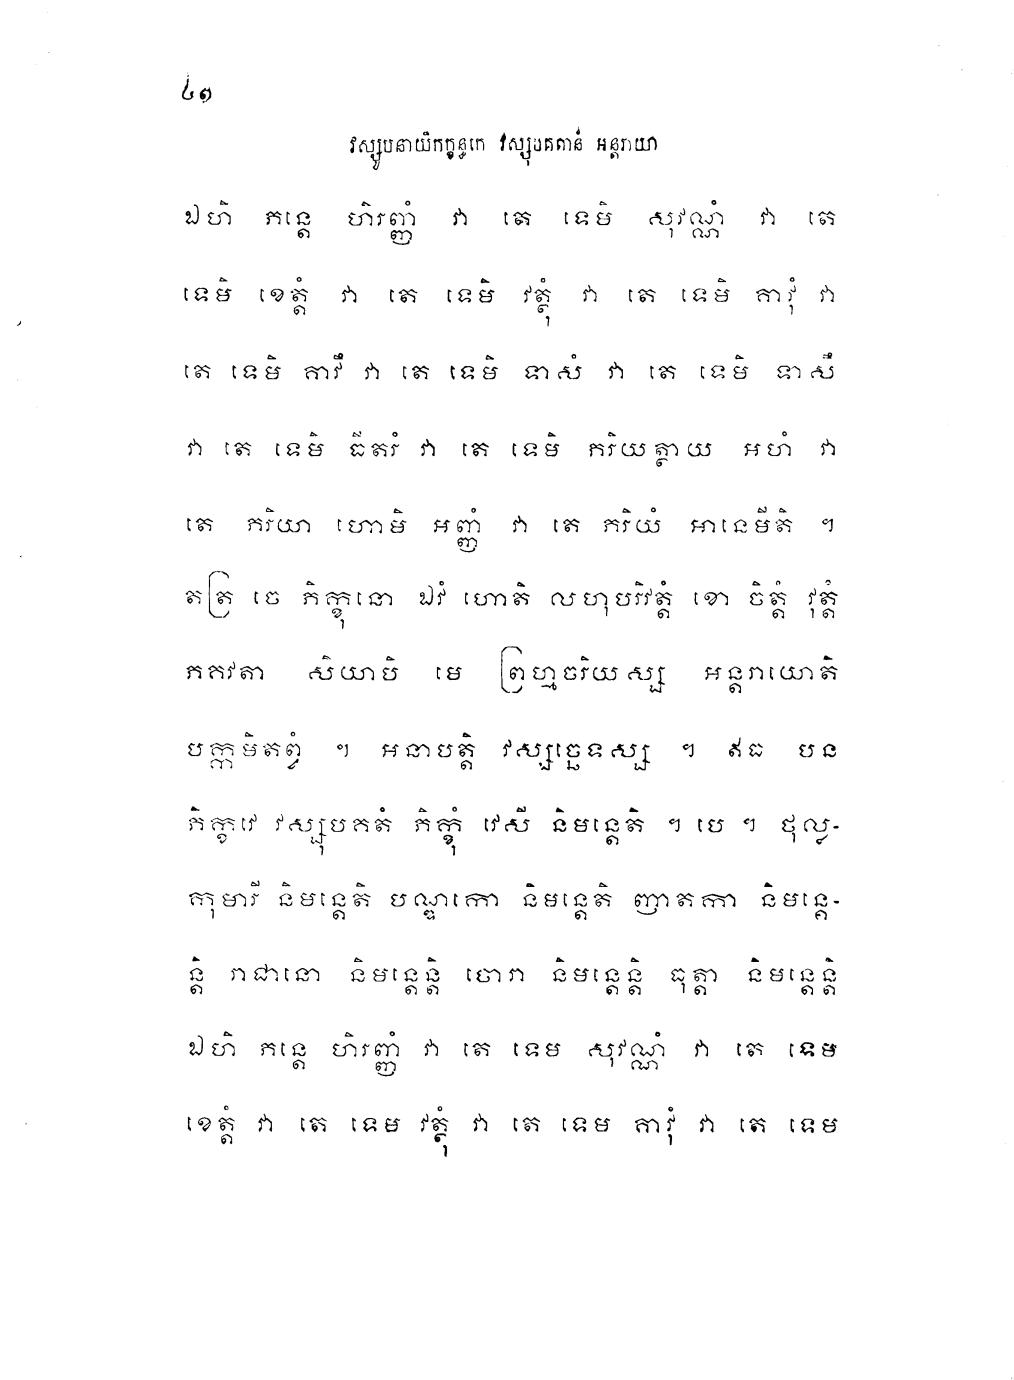 ៤១
វស្សូបនាយិកក្ខន្ធកេ វស្សុបគតានំ អន្តរាយា
ឯហិ ភន្តេ ហិរញ្ញំ វា តេ ទេមិ សុវណ្ណំ វា តេ
ទេមិ ខេត្តំ វា តេ ទេមិ វត្ថុំ វា តេ ទេមិ គាវុំ វា
តេ ទេមិ គាវឹ វា តេ ទេមិ ទាសំ វា តេ ទេមិ ទាសឹ
វា តេ ទេមិ ធីតរំ វា តេ ទេមិ ភរិយត្ថាយ អហំ វា
តេ ភរិយា ហោមិ អញ្ញំ វា តេ ភរិយំ អានេមីតិ ។
តត្រ ចេ ភិក្ខុនោ ឯវំ ហោតិ លហុបរិវត្តំ ខោ ចិត្តំ វុត្តំ
ភគវតា សិយាបិ មេ ព្រហ្មចរិយស្ស អន្តរាយោតិ
បក្កមិតព្វំ ។ អនាបត្តិ វស្សច្ឆេទស្ស ។ ឥធ បន
ភិក្ខវេ វស្សុបគតំ ភិក្ខុំ វេសី និមន្តេតិ ។ បេ ។ ថុល្ល-
កុមារី និមន្តេតិ បណ្ឌកោ និមន្តេតិ ញាតកា និមន្តេ-
ន្តិ រាជានោ និមន្តេន្តិ ចោរា និមន្តេន្តិ ធុត្តា និមន្តេន្តិ
ឯហិ ភន្តេ ហិរញ្ញំ វា តេ ទេម សុវណ្ណំ វា តេ ទេម
ខេត្តំ វា តេ ទេម វត្ថុំ វា តេ ទេម គាវុំ វា តេ ទេម